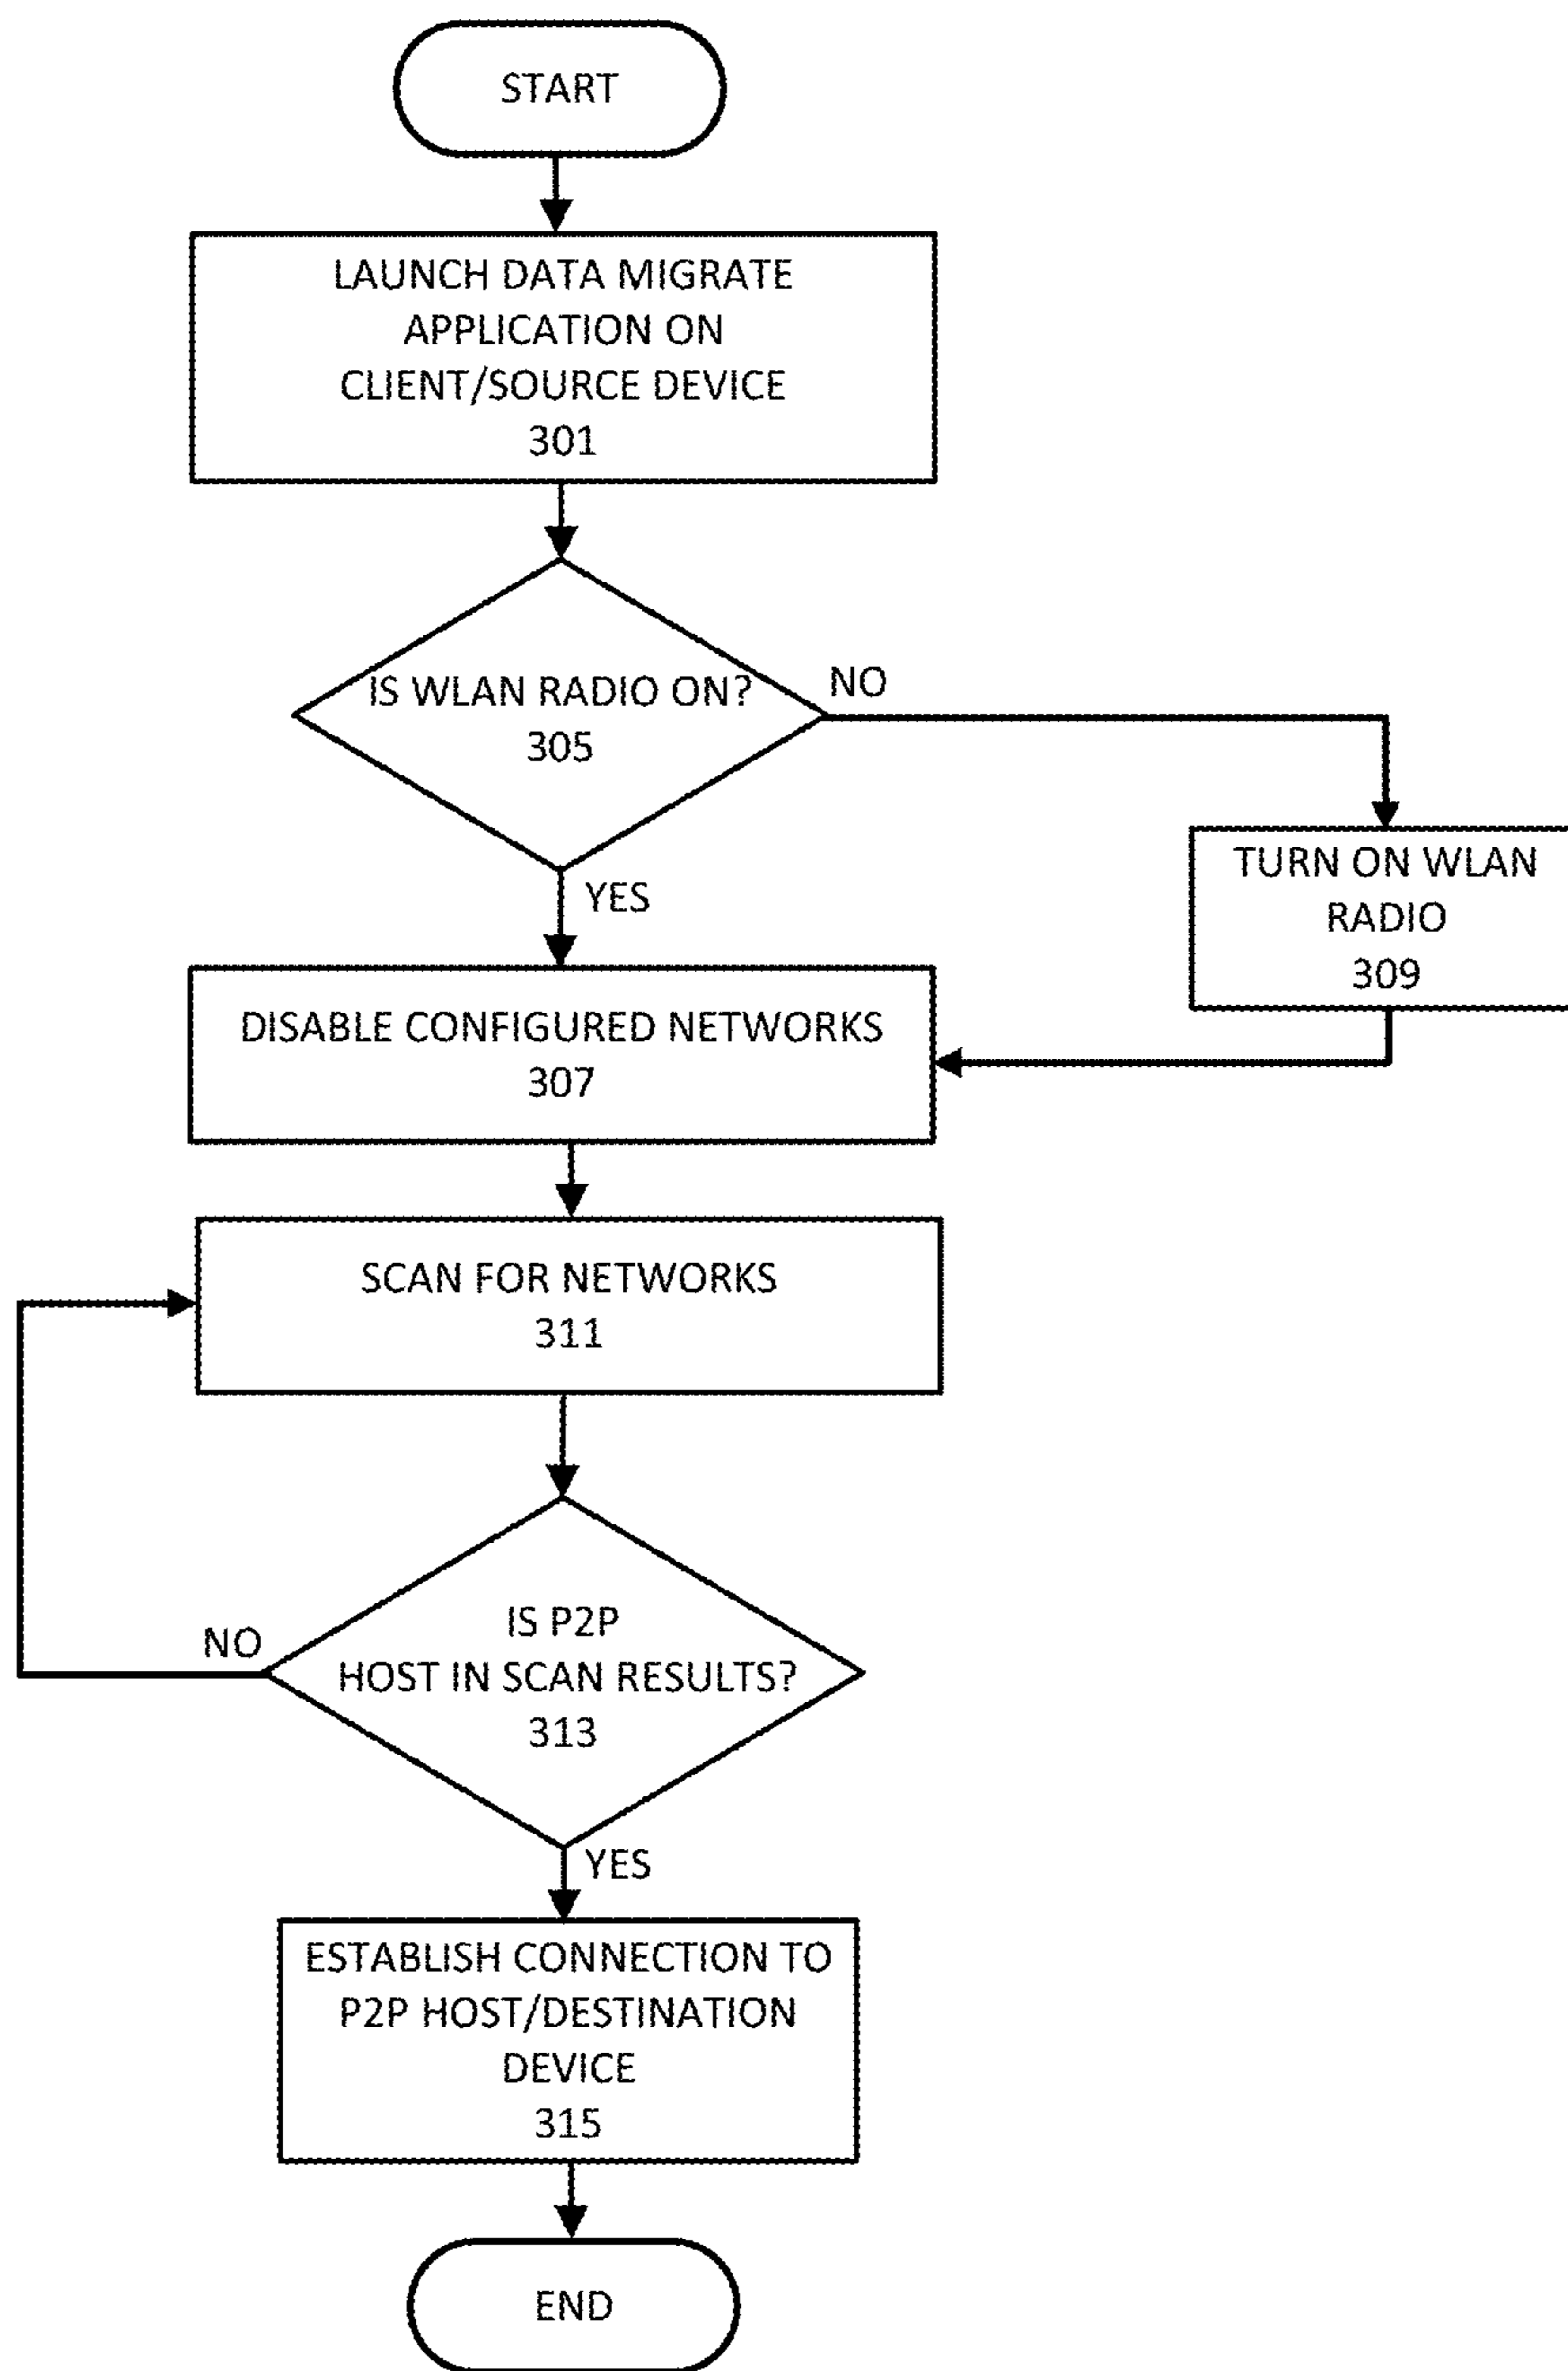 START
LAUNCH DATA MIGRATE
APPLICATION ON
CLIENT/SOURCE DEVICE
301
IS WLAN RADIO ON?
305
NO
YES
TURN ON WLAN
RADIO
309
DISABLE CONFIGURED NETWORKS
307
SCAN FOR NETWORKS
311
IS P2P
HOST IN SCAN RESULTS?
313
NO
YES
ESTABLISH CONNECTION TO
P2P HOST/DESTINATION
DEVICE
315
END